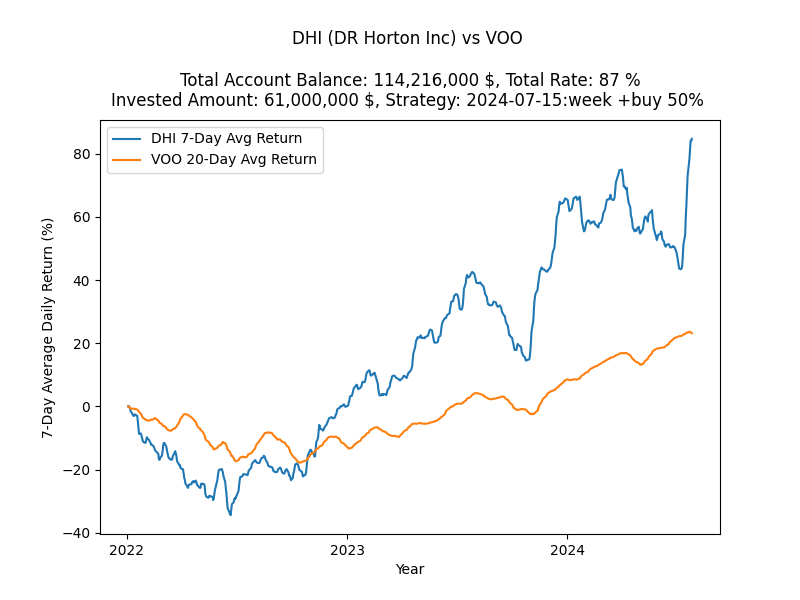 DHI (DR Horton Inc) vs VOO
Total Account Balance: 114,216,000 $, Total Rate: 87 %
Invested Amount: 61,000,000 $, Strategy: 2024-07-15:week +buy 50%
DHI 7-Day Avg Return
VOO 20-Day Avg Return
7-Day Average Daily Return (%)
80
60
40
20
0
−20
−40
2022
2023
2024
Year